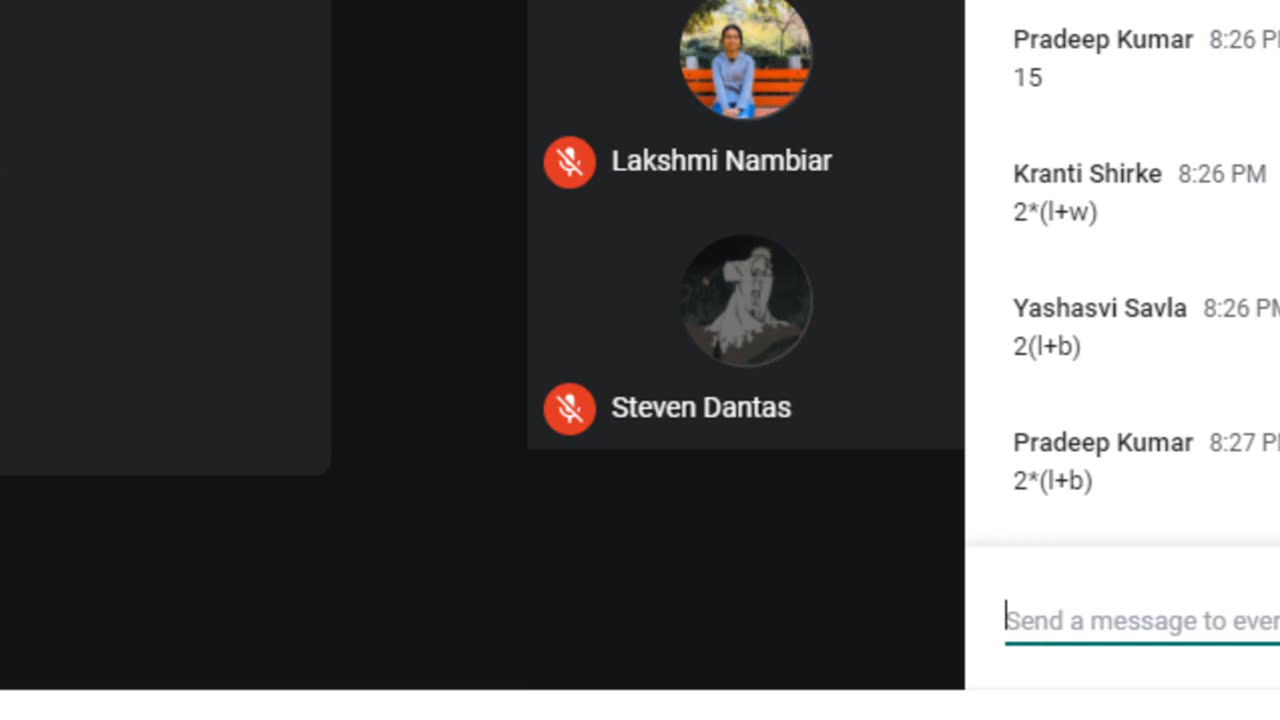 Lakshmi Nambiar
Steven Dantas
Pradeep Kumar 8:26 P
15
Kranti Shirke 8:26 PM
2*(l+w)
Yashasvi Savla 8:26 PM
2(l+b)
Pradeep Kumar 8:27 P
2*(l+b)
Send a message to ever